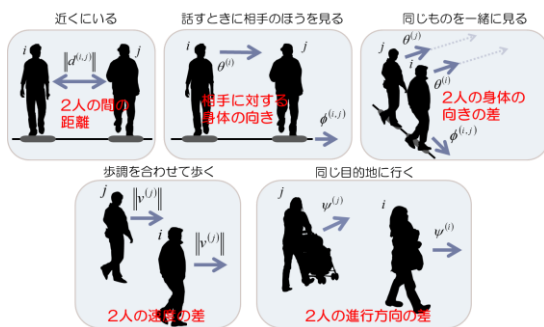 近くにいる
話すときに相手のほうを見る
同じものを一緒に見る
i
‖d^(i,j)‖
j
2人の間の
距離
i
θ^(i)
j
相手に対する
身体の向き
ϕ^(i,j)
j
θ^(j)
i
θ^(i)
2人の身体の
向きの差
ϕ^(i,j)
歩調を合わせて歩く
同じ目的地に行く
j
‖v^(j)‖
i
‖v^(j)‖
2人の速度の差
j
ψ^(j)
i
ψ^(i)
2人の進行方向の差